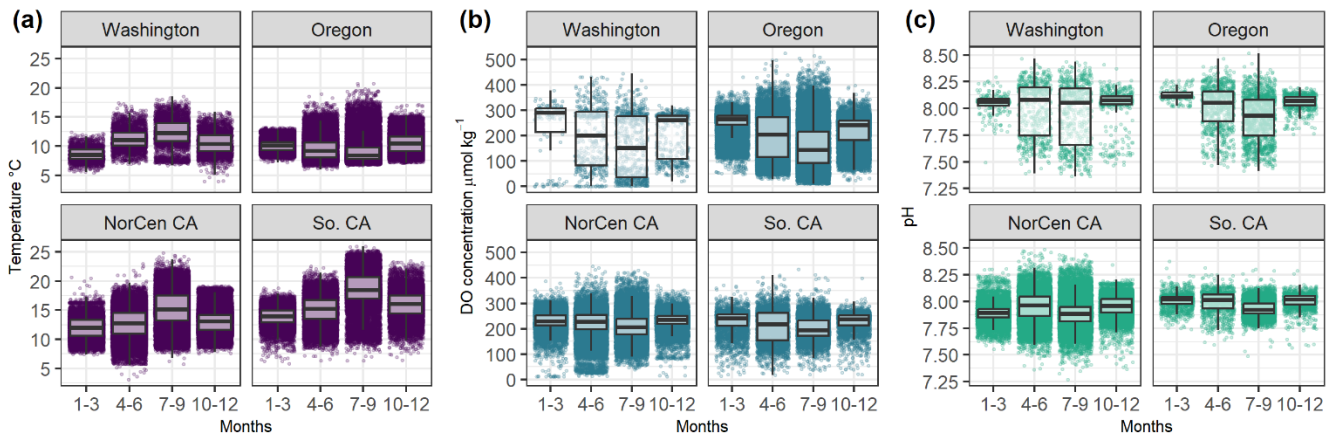 (a)
Washington
Oregon
25
20
15
10
5
NorCen CA
So. CA
25
20
15
10
5
Temperature °C
1-3 4-6 7-9 10-12
1-3 4-6 7-9 10-12
Months
(b)
Washington
Oregon
500
400
300
200
100
0
NorCen CA
So. CA
500
400
300
200
100
0
DO concentration μmol kg⁻¹
1-3 4-6 7-9 10-12
1-3 4-6 7-9 10-12
Months
(c)
Washington
Oregon
8.50
8.25
8.00
7.75
7.50
7.25
NorCen CA
So. CA
8.50
8.25
8.00
7.75
7.50
7.25
pH
1-3 4-6 7-9 10-12
1-3 4-6 7-9 10-12
Months